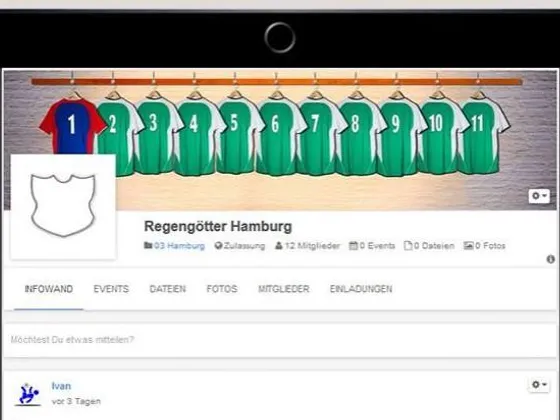 1 2 3 4 5 6 7 8 9 10 11
Regengötter Hamburg
03 Hamburg Zulassung 12 Mitglieder 0 Events 0 Dateien 0 Fotos
INFOWAND EVENTS DATEIEN FOTOS MITGLIEDER EINLADUNGEN
Möchtest Du etwas mitteilen?
Ivan
vor 3 Tagen